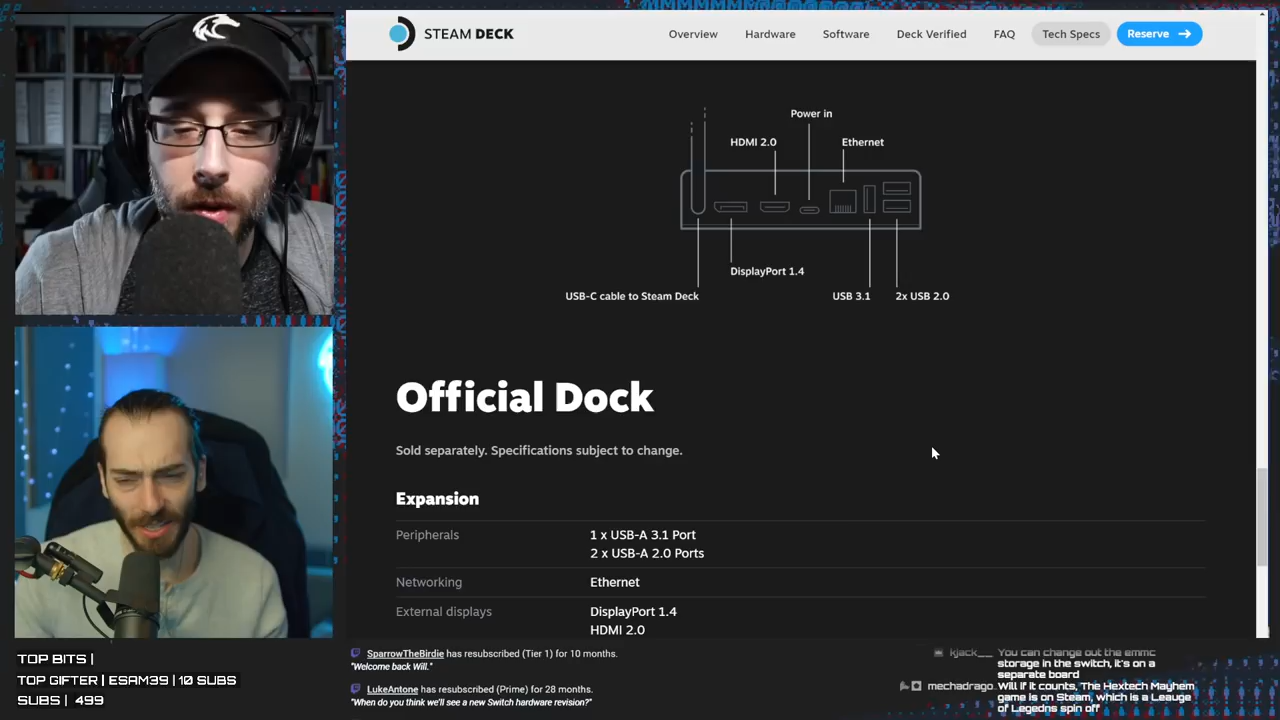 STEAM DECK
Overview
Hardware
Software
Deck Verified
FAQ
Tech Specs
Reserve
Power in
HDMI 2.0
Ethernet
DisplayPort 1.4
USB-C cable to Steam Deck
USB 3.1
2x USB 2.0
Official Dock
Sold separately. Specifications subject to change.
Expansion
Peripherals
1 x USB-A 3.1 Port
2 x USB-A 2.0 Ports
Networking
Ethernet
External displays
DisplayPort 1.4
HDMI 2.0
TOP BITS |
TOP GIFTER | ESAM39 | 10 SUBS
SUBS | 499
SparrowTheBirdie has resubscribed (Tier 1) for 10 months.
"Welcome back Will."
LukeAntone has resubscribed (Prime) for 28 months.
"When do you think we'll see a new Switch hardware revision?"
kjack__ You can change out the emmc
storage in the switch, it's on a
separate board
mechadrago. Will if it counts, The Hextech Mayhem
game is on Steam, which is a Leauge
of Legedns spin off